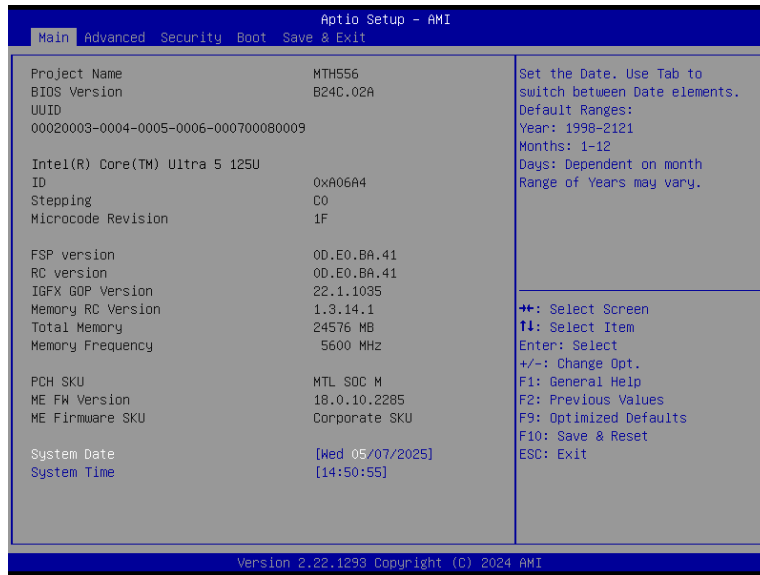 Aptio Setup - AMI
Main Advanced Security Boot Save & Exit
Project Name MTH556
BIOS Version B24C.02A
UUID
00020003-0004-0005-0006-000700080009
Intel(R) Core(TM) Ultra 5 125U
ID 0xA06A4
Stepping C0
Microcode Revision 1F
FSP version 0D.E0.BA.41
RC version 0D.E0.BA.41
IGFX GOP Version 22.1.1035
Memory RC Version 1.3.14.1
Total Memory 24576 MB
Memory Frequency 5600 MHz
PCH SKU MTL SOC M
ME FW Version 18.0.10.2285
ME Firmware SKU Corporate SKU
System Date [Wed 05/07/2025]
System Time [14:50:55]
Set the Date. Use Tab to
switch between Date elements.
Default Ranges:
Year: 1998-2121
Months: 1-12
Days: Dependent on month
Range of Years may vary.
→←: Select Screen
↑↓: Select Item
Enter: Select
+/-: Change Opt.
F1: General Help
F2: Previous Values
F9: Optimized Defaults
F10: Save & Reset
ESC: Exit
Version 2.22.1293 Copyright (C) 2024 AMI